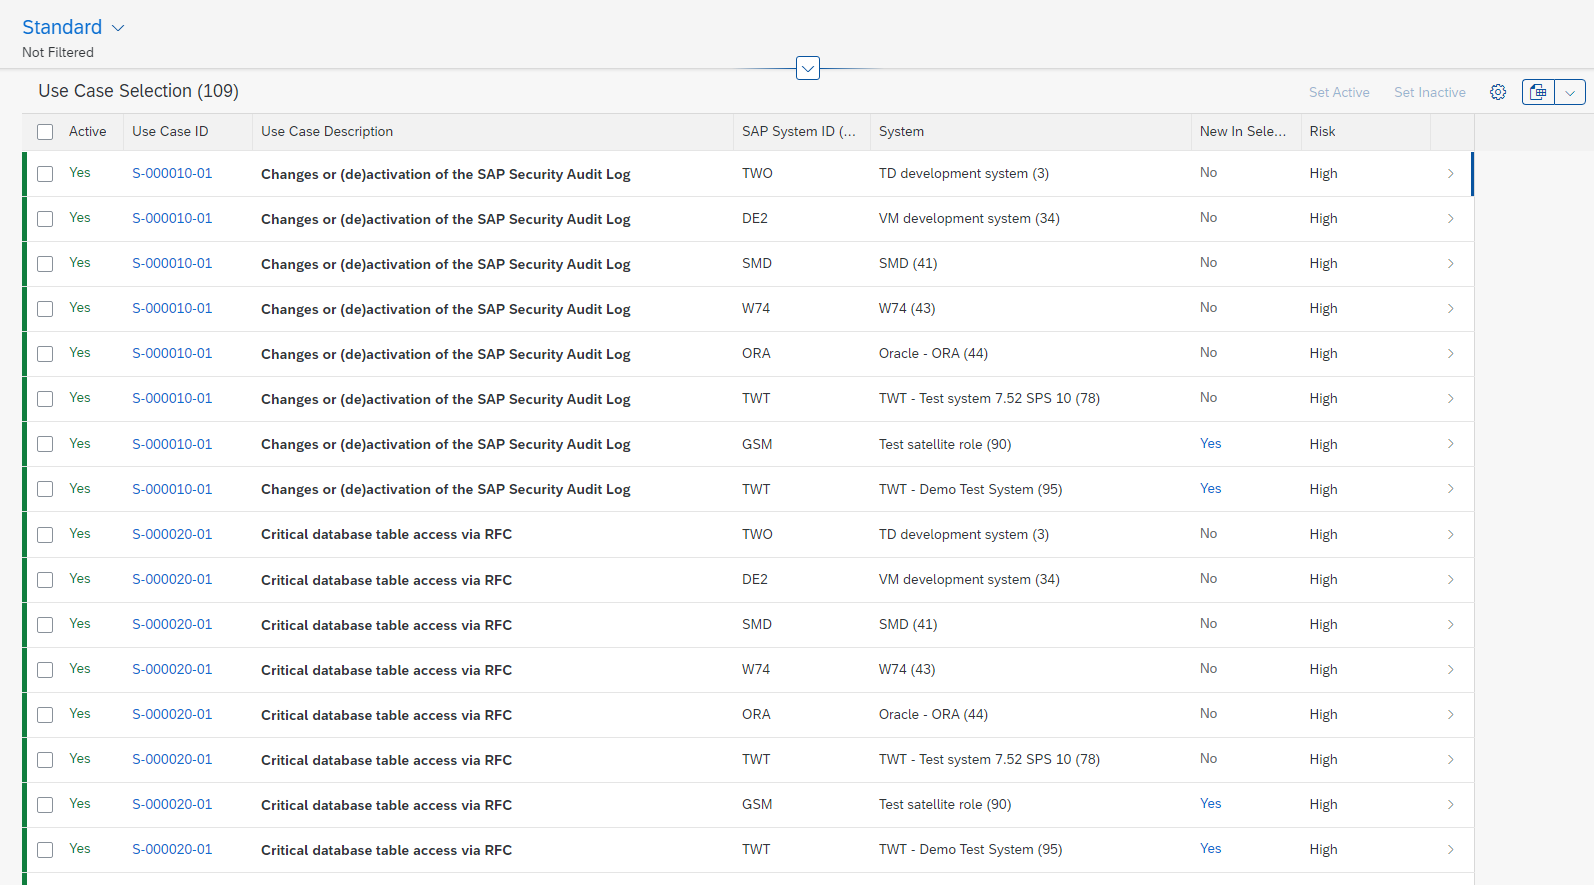 Standard
Not Filtered
Use Case Selection (109)
Set Active Set Inactive
Active Use Case ID Use Case Description SAP System ID (... System New In Sele... Risk
Yes S-000010-01 Changes or (de)activation of the SAP Security Audit Log TWO TD development system (3) No High
Yes S-000010-01 Changes or (de)activation of the SAP Security Audit Log DE2 VM development system (34) No High
Yes S-000010-01 Changes or (de)activation of the SAP Security Audit Log SMD SMD (41) No High
Yes S-000010-01 Changes or (de)activation of the SAP Security Audit Log W74 W74 (43) No High
Yes S-000010-01 Changes or (de)activation of the SAP Security Audit Log ORA Oracle - ORA (44) No High
Yes S-000010-01 Changes or (de)activation of the SAP Security Audit Log TWT TWT - Test system 7.52 SPS 10 (78) No High
Yes S-000010-01 Changes or (de)activation of the SAP Security Audit Log GSM Test satellite role (90) Yes High
Yes S-000010-01 Changes or (de)activation of the SAP Security Audit Log TWT TWT - Demo Test System (95) Yes High
Yes S-000020-01 Critical database table access via RFC TWO TD development system (3) No High
Yes S-000020-01 Critical database table access via RFC DE2 VM development system (34) No High
Yes S-000020-01 Critical database table access via RFC SMD SMD (41) No High
Yes S-000020-01 Critical database table access via RFC W74 W74 (43) No High
Yes S-000020-01 Critical database table access via RFC ORA Oracle - ORA (44) No High
Yes S-000020-01 Critical database table access via RFC TWT TWT - Test system 7.52 SPS 10 (78) No High
Yes S-000020-01 Critical database table access via RFC GSM Test satellite role (90) Yes High
Yes S-000020-01 Critical database table access via RFC TWT TWT - Demo Test System (95) Yes High